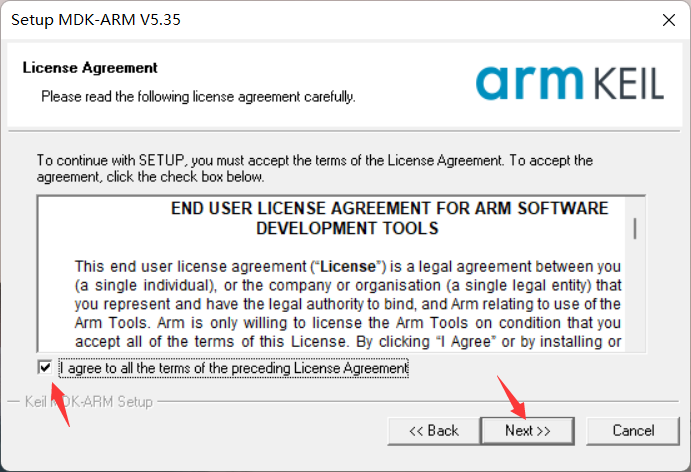 Setup MDK-ARM V5.35
License Agreement
Please read the following license agreement carefully.
arm KEIL
To continue with SETUP, you must accept the terms of the License Agreement. To accept the
agreement, click the check box below.
END USER LICENSE AGREEMENT FOR ARM SOFTWARE
DEVELOPMENT TOOLS
This end user license agreement (“License”) is a legal agreement between you
(a single individual), or the company or organisation (a single legal entity) that
you represent and have the legal authority to bind, and Arm relating to use of the
Arm Tools. Arm is only willing to license the Arm Tools on condition that you
accept all of the terms of this License. By clicking “I Agree” or by installing or
I agree to all the terms of the preceding License Agreement
Keil MDK-ARM Setup
<< Back
Next >>
Cancel